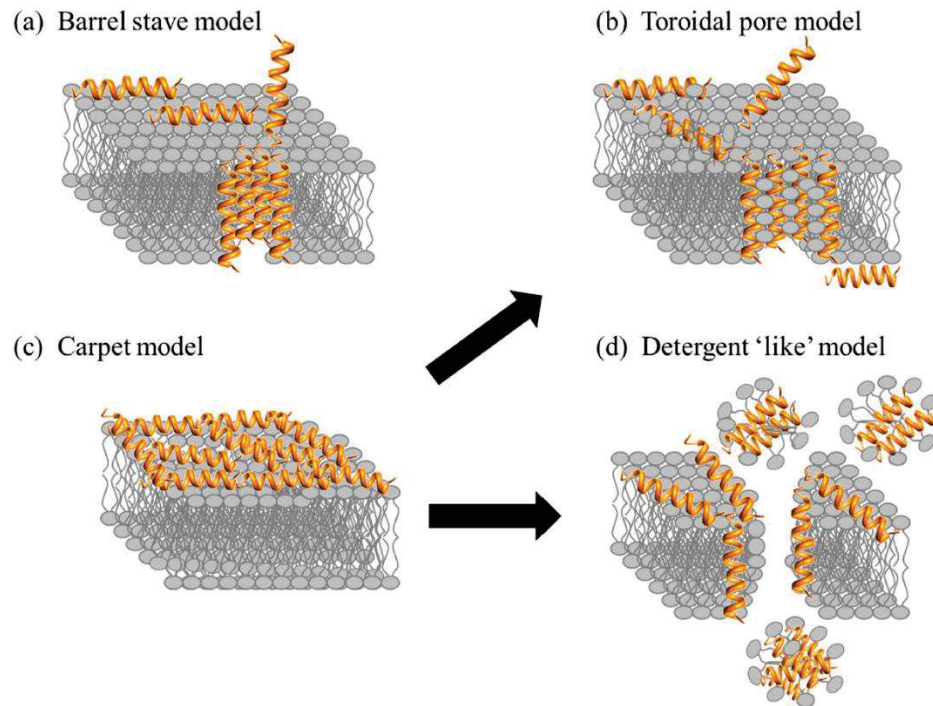 (a) Barrel stave model
(b) Toroidal pore model
(c) Carpet model
(d) Detergent ‘like’ model